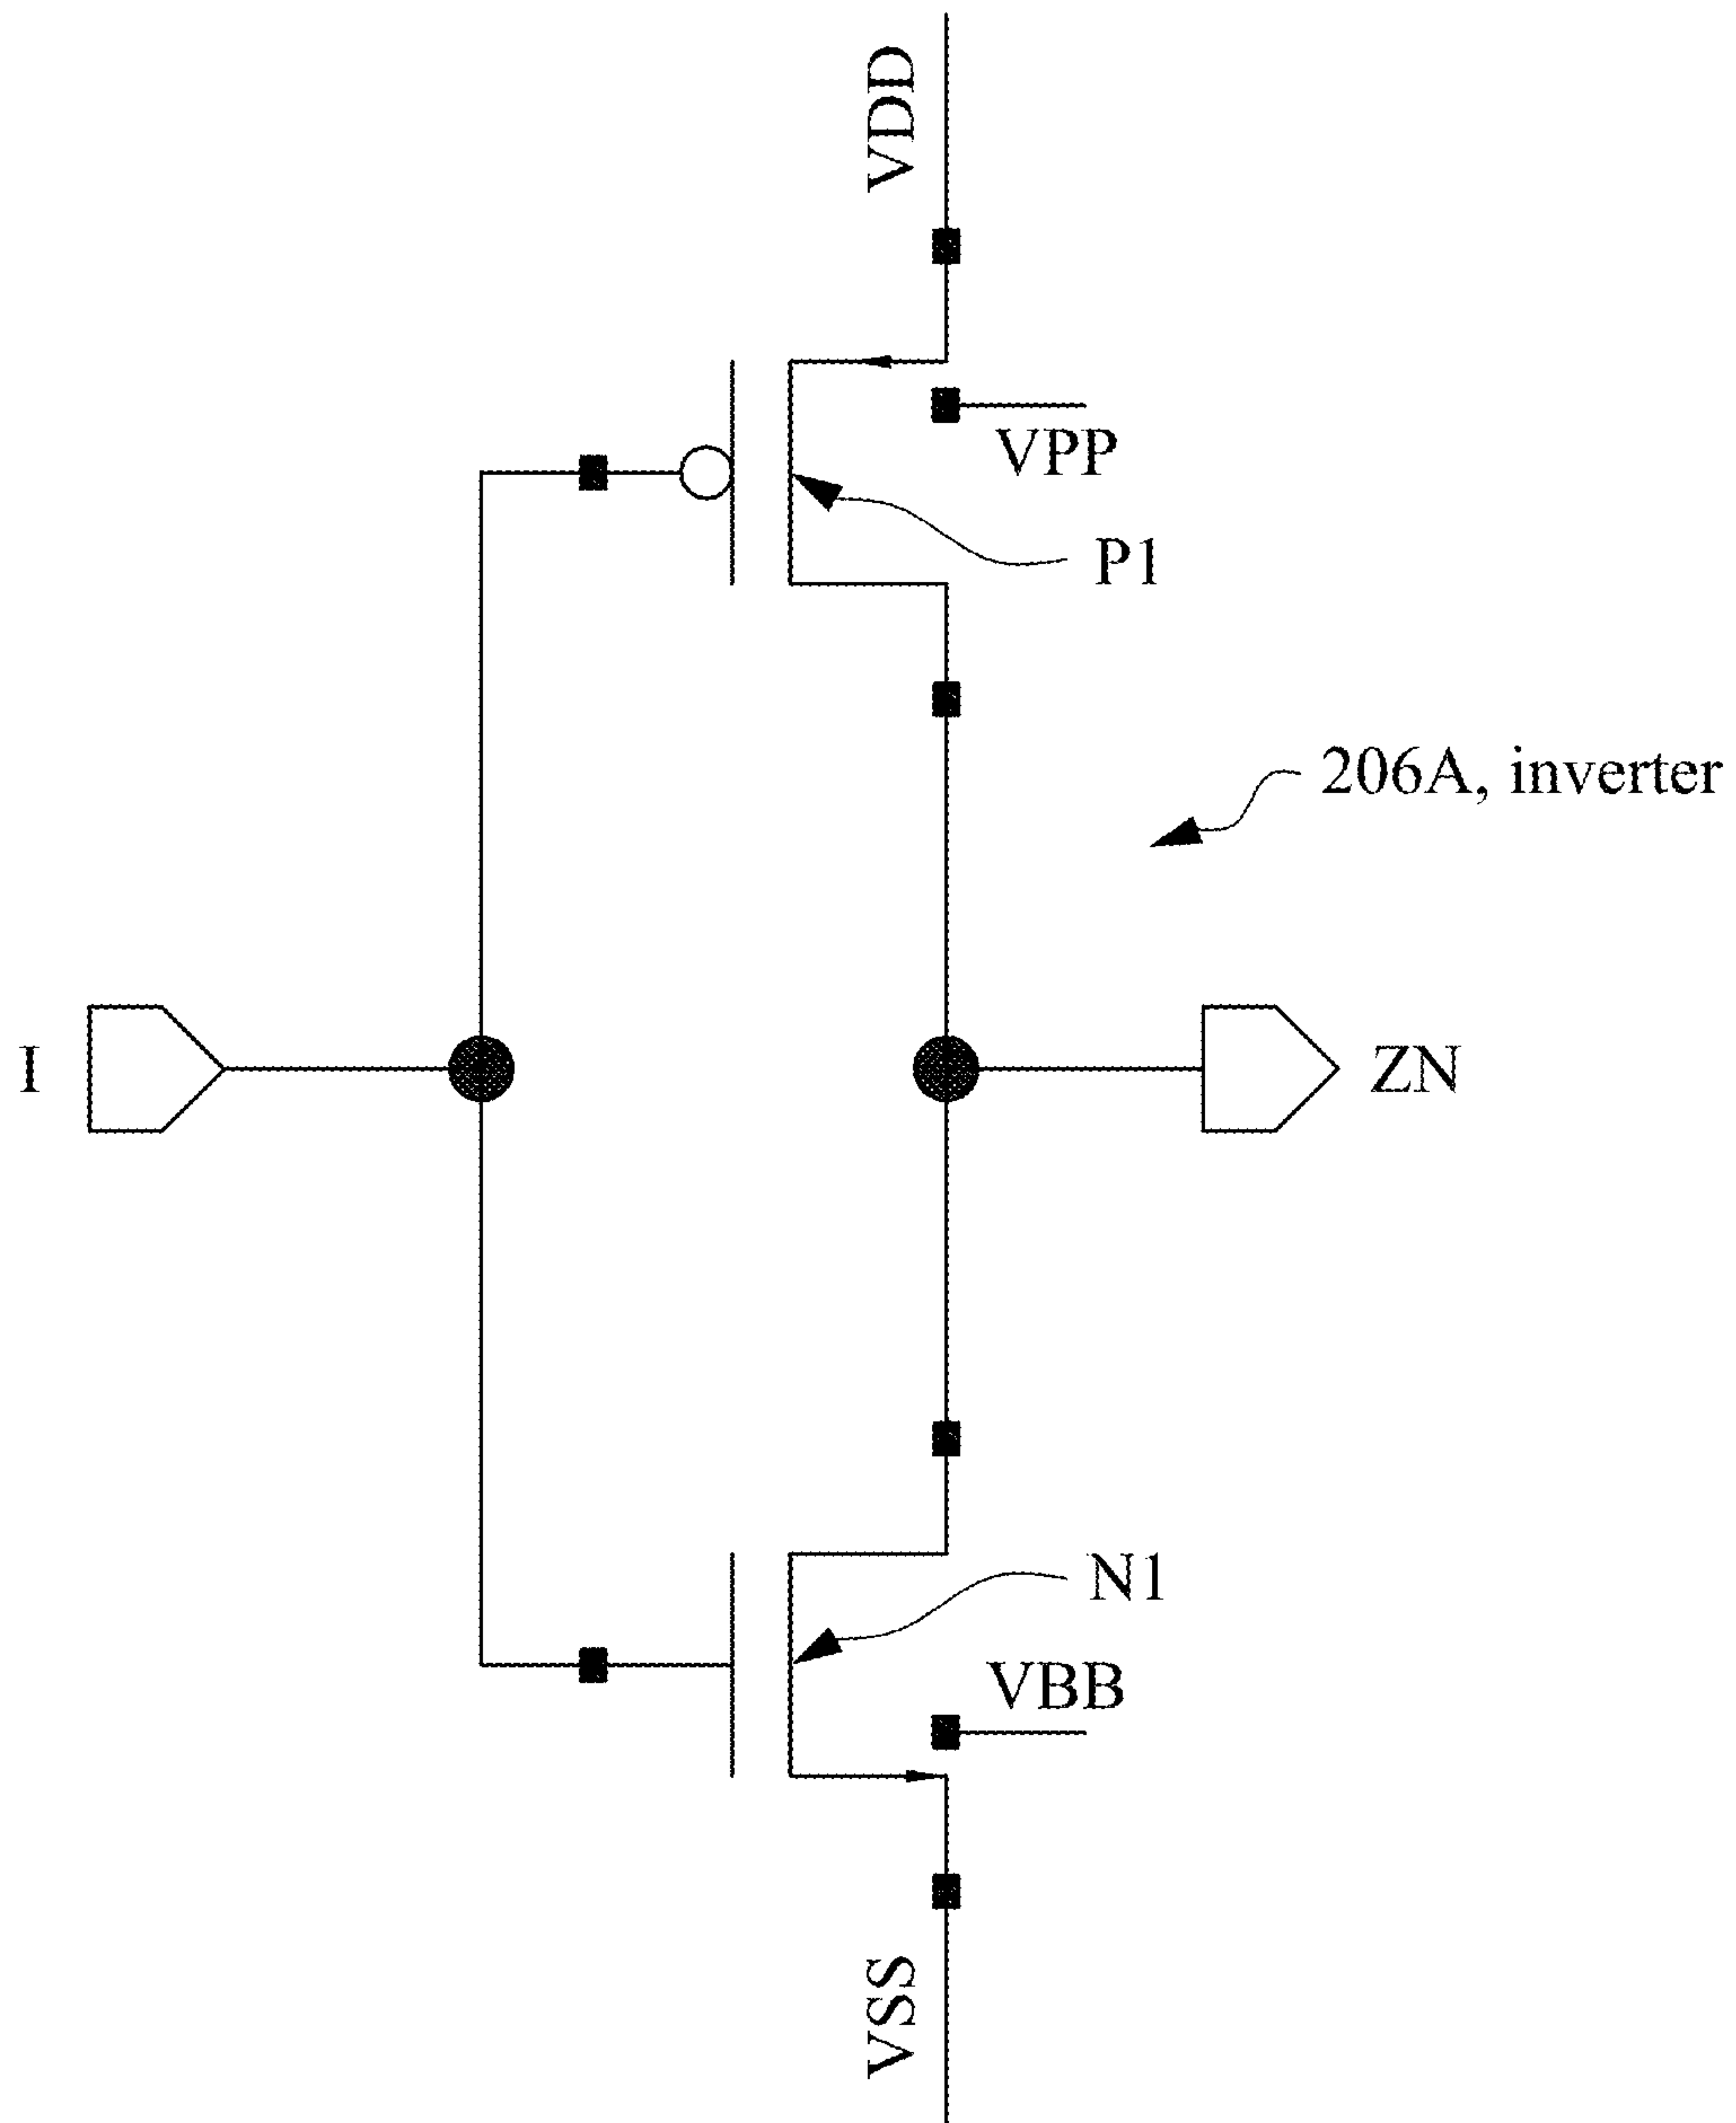 VDD
VPP
P1
206A, inverter
I
ZN
N1
VBB
VSS